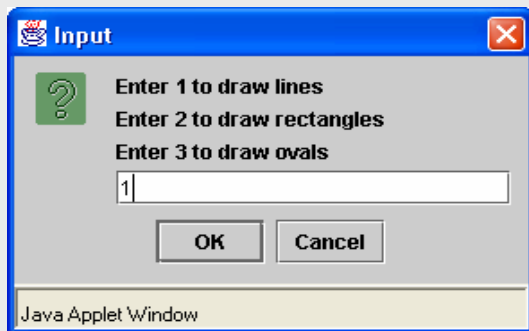 Input
Enter 1 to draw lines
Enter 2 to draw rectangles
Enter 3 to draw ovals
1
OK Cancel
Java Applet Window